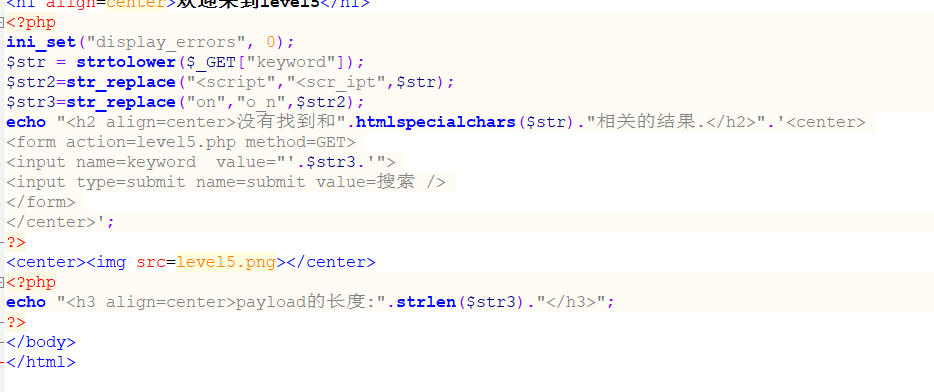 <h1 align=center>欢迎来到level5</h1>
<?php
ini_set("display_errors", 0);
$str = strtolower($_GET["keyword"]);
$str2=str_replace("<script","<scr_ipt",$str);
$str3=str_replace("on","o_n",$str2);
echo "<h2 align=center>没有找到和".htmlspecialchars($str)."相关的结果.</h2>".'<center>
<form action=level5.php method=GET>
<input name=keyword  value="'.$str3.'">
<input type=submit name=submit value=搜索 />
</form>
</center>';
?>
<center><img src=level5.png></center>
<?php
echo "<h3 align=center>payload的长度:".strlen($str3)."</h3>";
?>
</body>
</html>